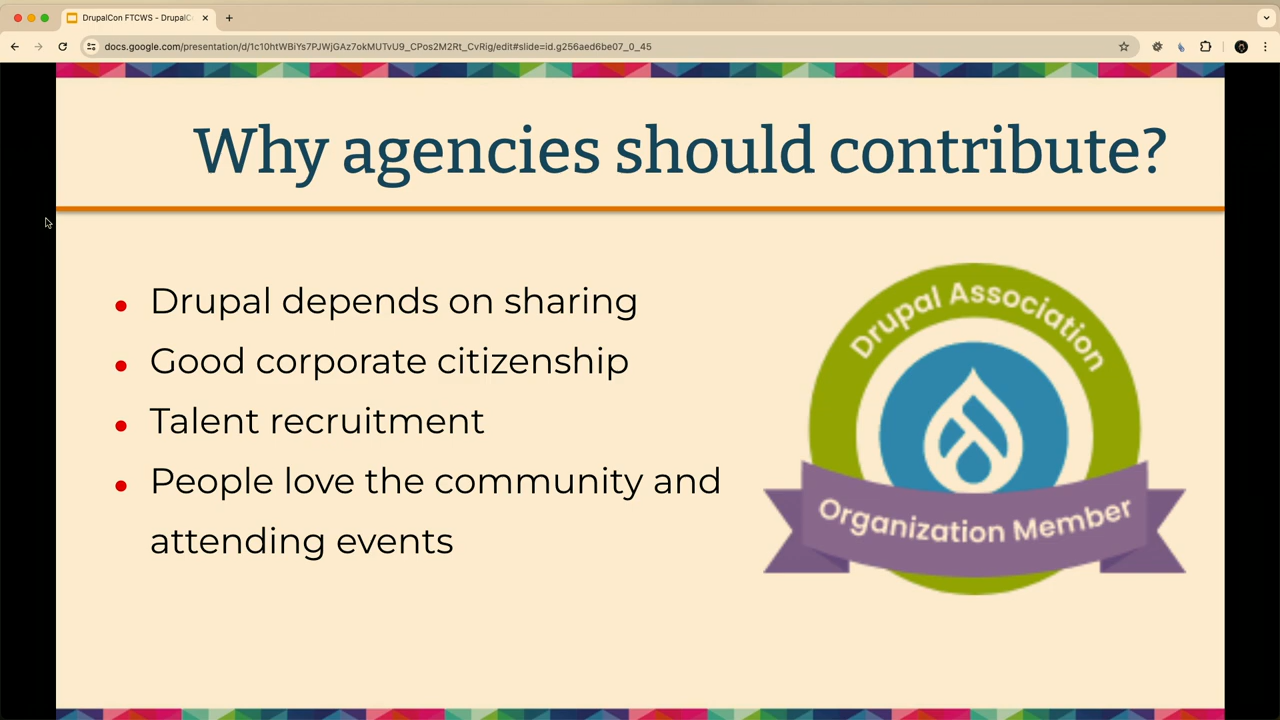 DrupalCon FTCWS - DrupalC
docs.google.com/presentation/d/1c10htWBiYs7PJWjGAz7okMUTvU9_CPos2M2Rt_CvRig/edit#slide=id.g256aed6be07_0_45
Why agencies should contribute?
Drupal depends on sharing
Good corporate citizenship
Talent recruitment
People love the community and
attending events
Drupal Association
Organization Member